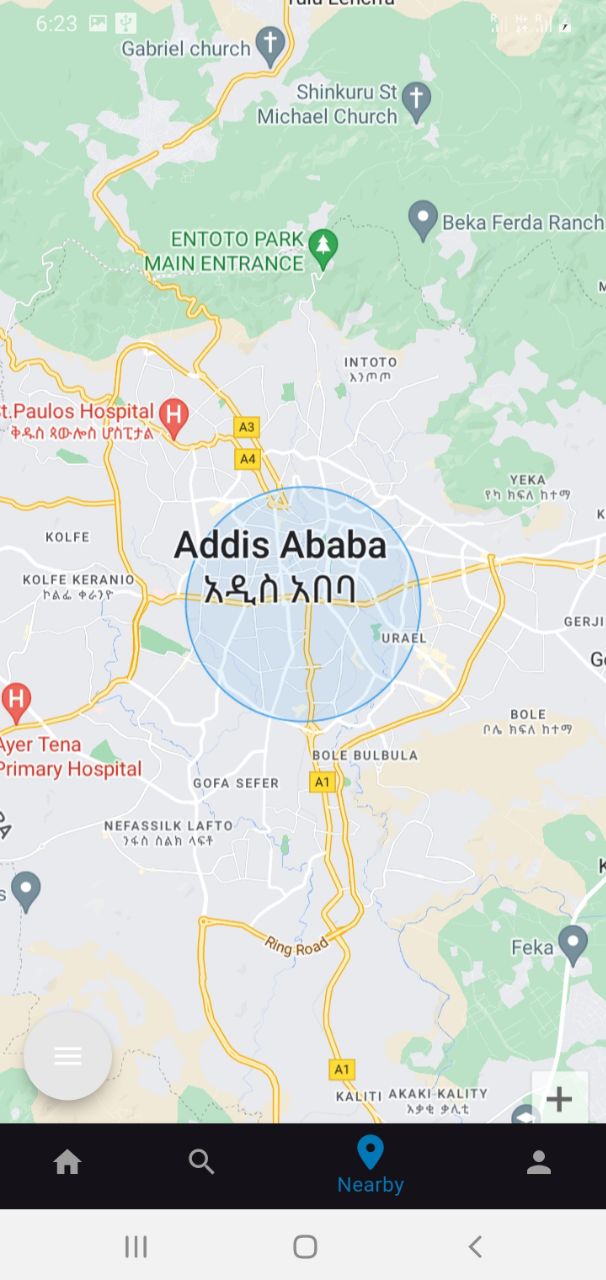 6:23
R H+ R
Gabriel church
Shinkuru St
Michael Church
Beka Ferda Ranch
ENTOTO PARK
MAIN ENTRANCE
INTOTO
እንጦጦ
St.Paulos Hospital
ቅዱስ ጳውሎስ ሆስፒታል
A3
A4
YEKA
የካ ክፍለ ከተማ
KOLFE
Addis Ababa
አዲስ አበባ
KOLFE KERANIO
ኮልፌ ቀራንዮ
GERJI
URAEL
H
Ayer Tena
Primary Hospital
BOLE
ቦሌ ክፍለ ከተማ
BOLE BULBULA
GOFA SEFER
A1
NEFASSILK LAFTO
ንፋስ ስልክ ላፍቶ
Ring Road
Feka
A1
KALITI
AKAKI KALITY
አቃቂ ቃሊቲ
Nearby